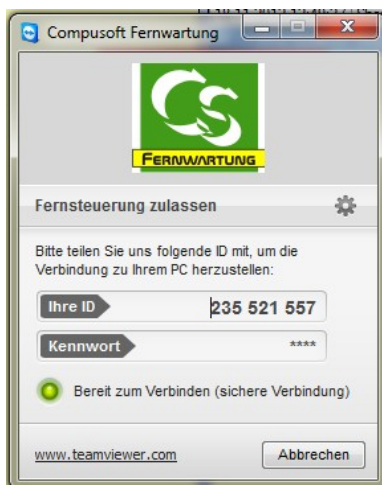 Compusoft Fernwartung
CS
FERNWARTUNG
Fernsteuerung zulassen
Bitte teilen Sie uns folgende ID mit, um die
Verbindung zu Ihrem PC herzustellen:
Ihre ID 235 521 557
Kennwort ****
Bereit zum Verbinden (sichere Verbindung)
www.teamviewer.com Abbrechen